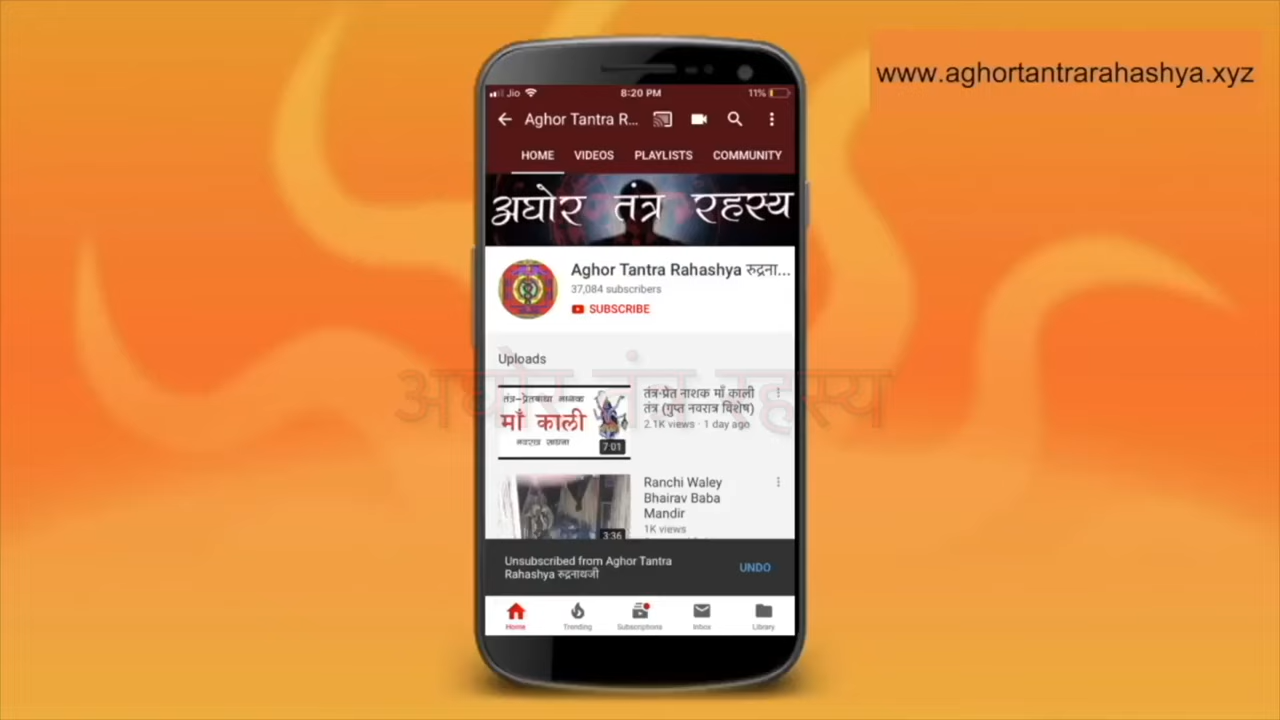 www.aghortantrarahashya.xyz
Jio 8:20 PM 11%
Aghor Tantra R...
HOME VIDEOS PLAYLISTS COMMUNITY
अघोर तंत्र रहस्य
Aghor Tantra Rahashya रुद्रना...
37,084 subscribers
SUBSCRIBE
Uploads
अघोर तंत्र रहस्य
माँ काली
7:01
तंत्र-प्रेत नाशक माँ काली
तंत्र (गुप्त नवरात्र विशेष)
2.1K views · 1 day ago
3:36
Ranchi Waley
Bhairav Baba
Mandir
1K views
Unsubscribed from Aghor Tantra
Rahashya रुद्रनाथजी
UNDO
Home Trending Subscriptions Inbox Library